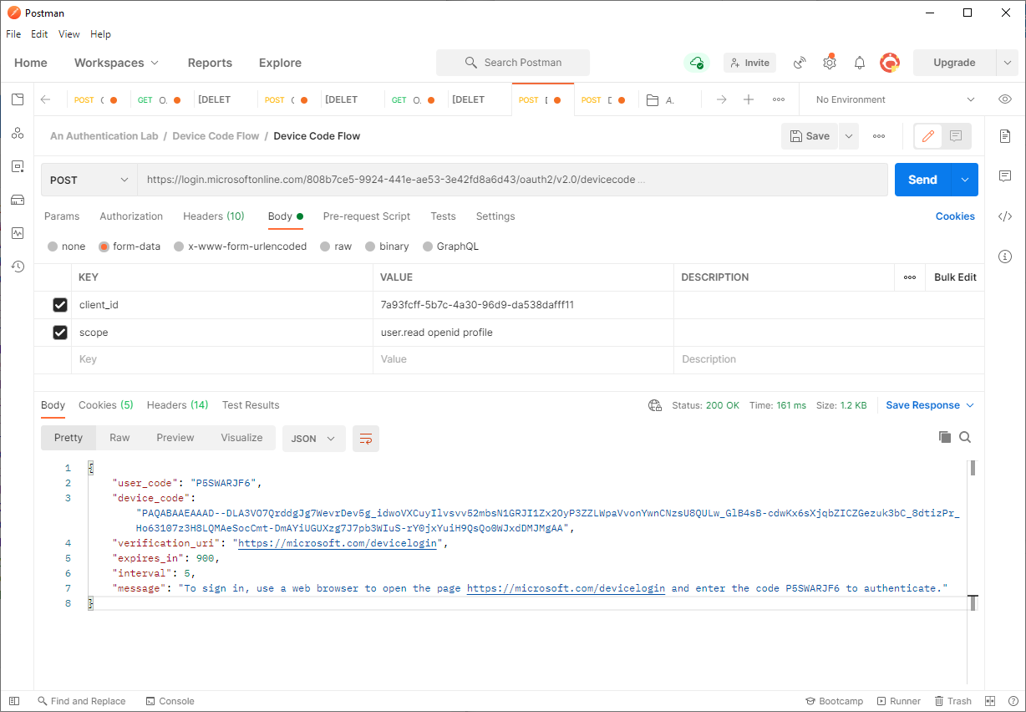 Postman
File Edit View Help
Home Workspaces Reports Explore Search Postman Invite Upgrade
POST GET O. [DELET POST [DELET GET O. [DELET POST POST A. No Environment
An Authentication Lab / Device Code Flow / Device Code Flow Save
POST https://login.microsoftonline.com/808b7ce5-9924-441e-ae53-3e42fd8a6d43/oauth2/v2.0/devicecode ... Send
Params Authorization Headers (10) Body Pre-request Script Tests Settings Cookies
none form-data x-www-form-urlencoded raw binary GraphQL
KEY VALUE DESCRIPTION Bulk Edit
client_id 7a93fcff-5b7c-4a30-96d9-da538dafff11
scope user.read openid profile
Key Value Description
Body Cookies (5) Headers (14) Test Results Status: 200 OK Time: 161 ms Size: 1.2 KB Save Response
Pretty Raw Preview Visualize JSON
1 {
2 "user_code": "P5SWARJF6",
3 "device_code":
"PAQABAAEAAAD--DLA3VO7QrddgJg7WevrDev5g_idwoVXCuyIlvsvv52mbsN1GRJI1Zx2OyP3ZZLWpaVvonYwnCNzsU8QULw_GlB4sB-cdwKx6sXjqbZICZGezuk3bC_8dtizPr_
Ho63107z3H8LQMAeSocCmt-DmAYiUGUXzg7J7pb3WIuS-rY0jxYuiH9QsQo0WJxdDMJMgAA",
4 "verification_uri": "https://microsoft.com/devicelogin",
5 "expires_in": 900,
6 "interval": 5,
7 "message": "To sign in, use a web browser to open the page https://microsoft.com/devicelogin and enter the code P5SWARJF6 to authenticate."
8 }
Find and Replace Console Bootcamp Runner Trash